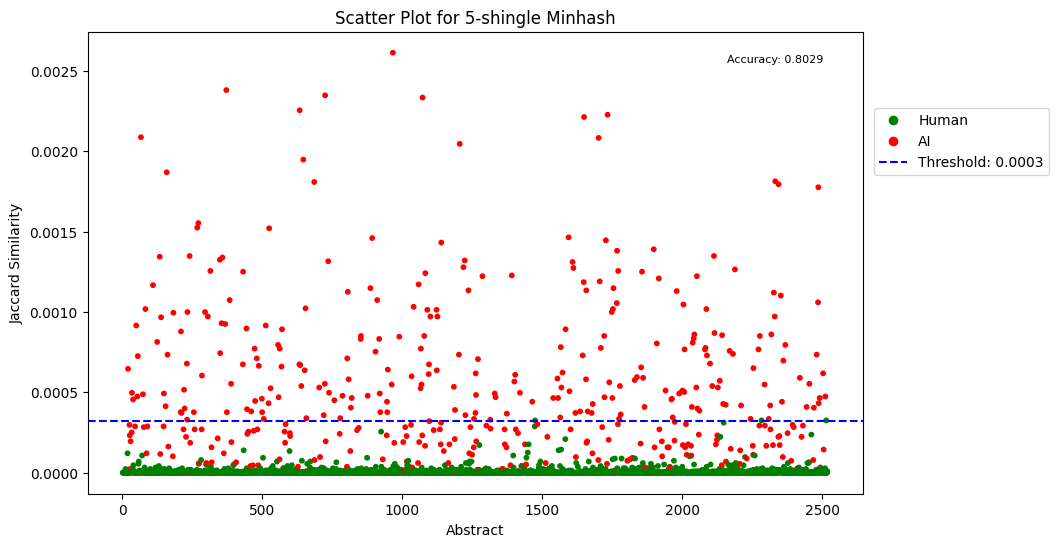 Scatter Plot for 5-shingle Minhash
Accuracy: 0.8029
0.0025
0.0020
0.0015
0.0010
0.0005
0.0000
Jaccard Similarity
0
500
1000
1500
2000
2500
Abstract
Human
AI
Threshold: 0.0003